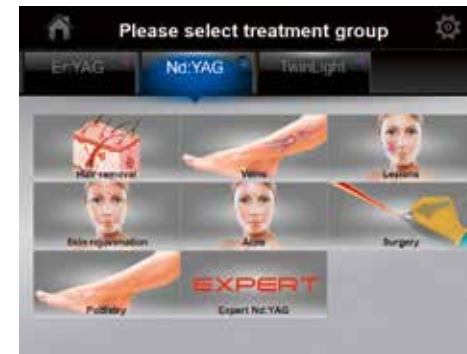 Please select treatment group
Er:YAG Nd:YAG TwinLight
Hair removal Veins Lesions
Skin rejuvenation Acne Surgery
Podiatry EXPERT
Expert Nd:YAG